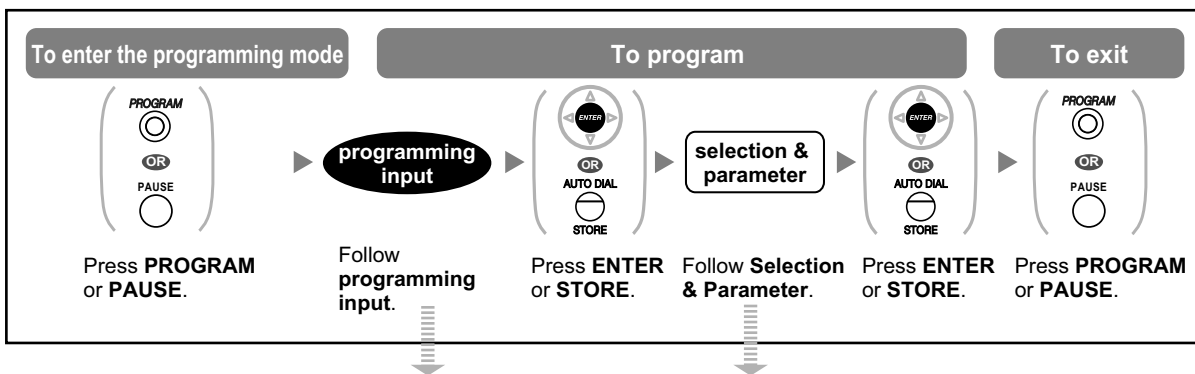 To enter the programming mode
To program
To exit
PROGRAM
OR
PAUSE
programming
input
ENTER
OR
AUTO DIAL
STORE
selection &
parameter
ENTER
OR
AUTO DIAL
STORE
PROGRAM
OR
PAUSE
Press PROGRAM
or PAUSE.
Follow
programming
input.
Press ENTER
or STORE.
Follow Selection
& Parameter.
Press ENTER
or STORE.
Press PROGRAM
or PAUSE.